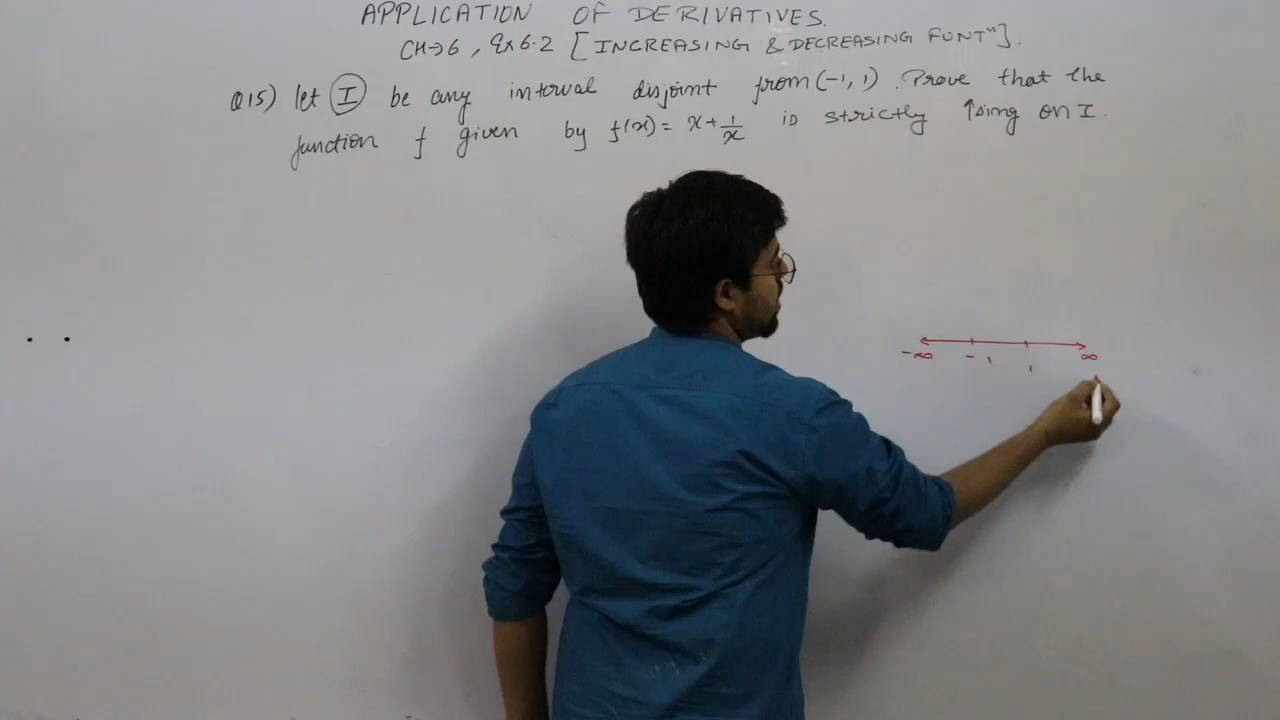 APPLICATION OF DERIVATIVES.
CH→6, Ex 6.2 [INCREASING & DECREASING FUNTⁿ].
Q15) let I be any interval disjoint from (-1, 1). Prove that the
function f given by f(x) = x + 1/x is strictly ↑sing on I.
-∞ -1 1 ∞